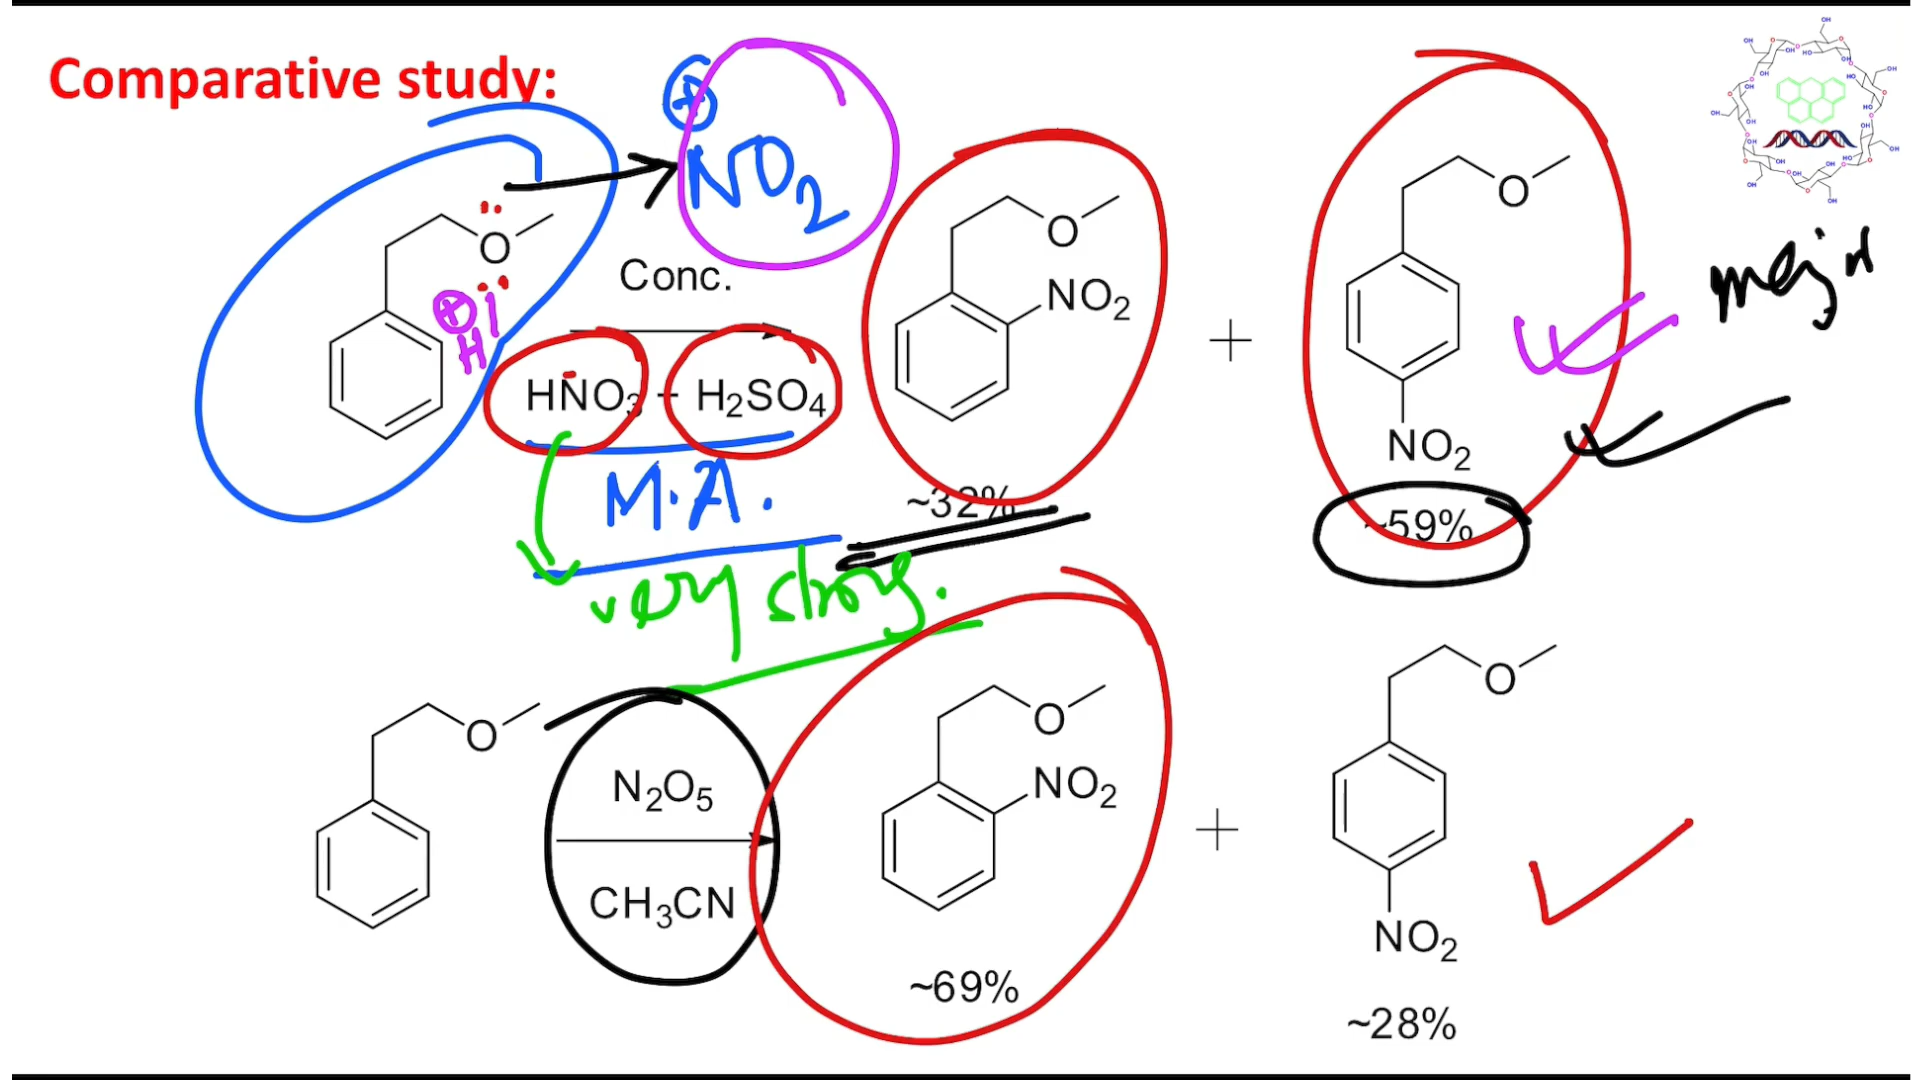 Comparative study:
⊕
NO2
O
Conc.
⊕
H
HNO3 + H2SO4
M.A.
very strong.
O
NO2
~32%
+
O
NO2
~59%
major
O
N2O5
CH3CN
O
NO2
~69%
+
O
NO2
~28%